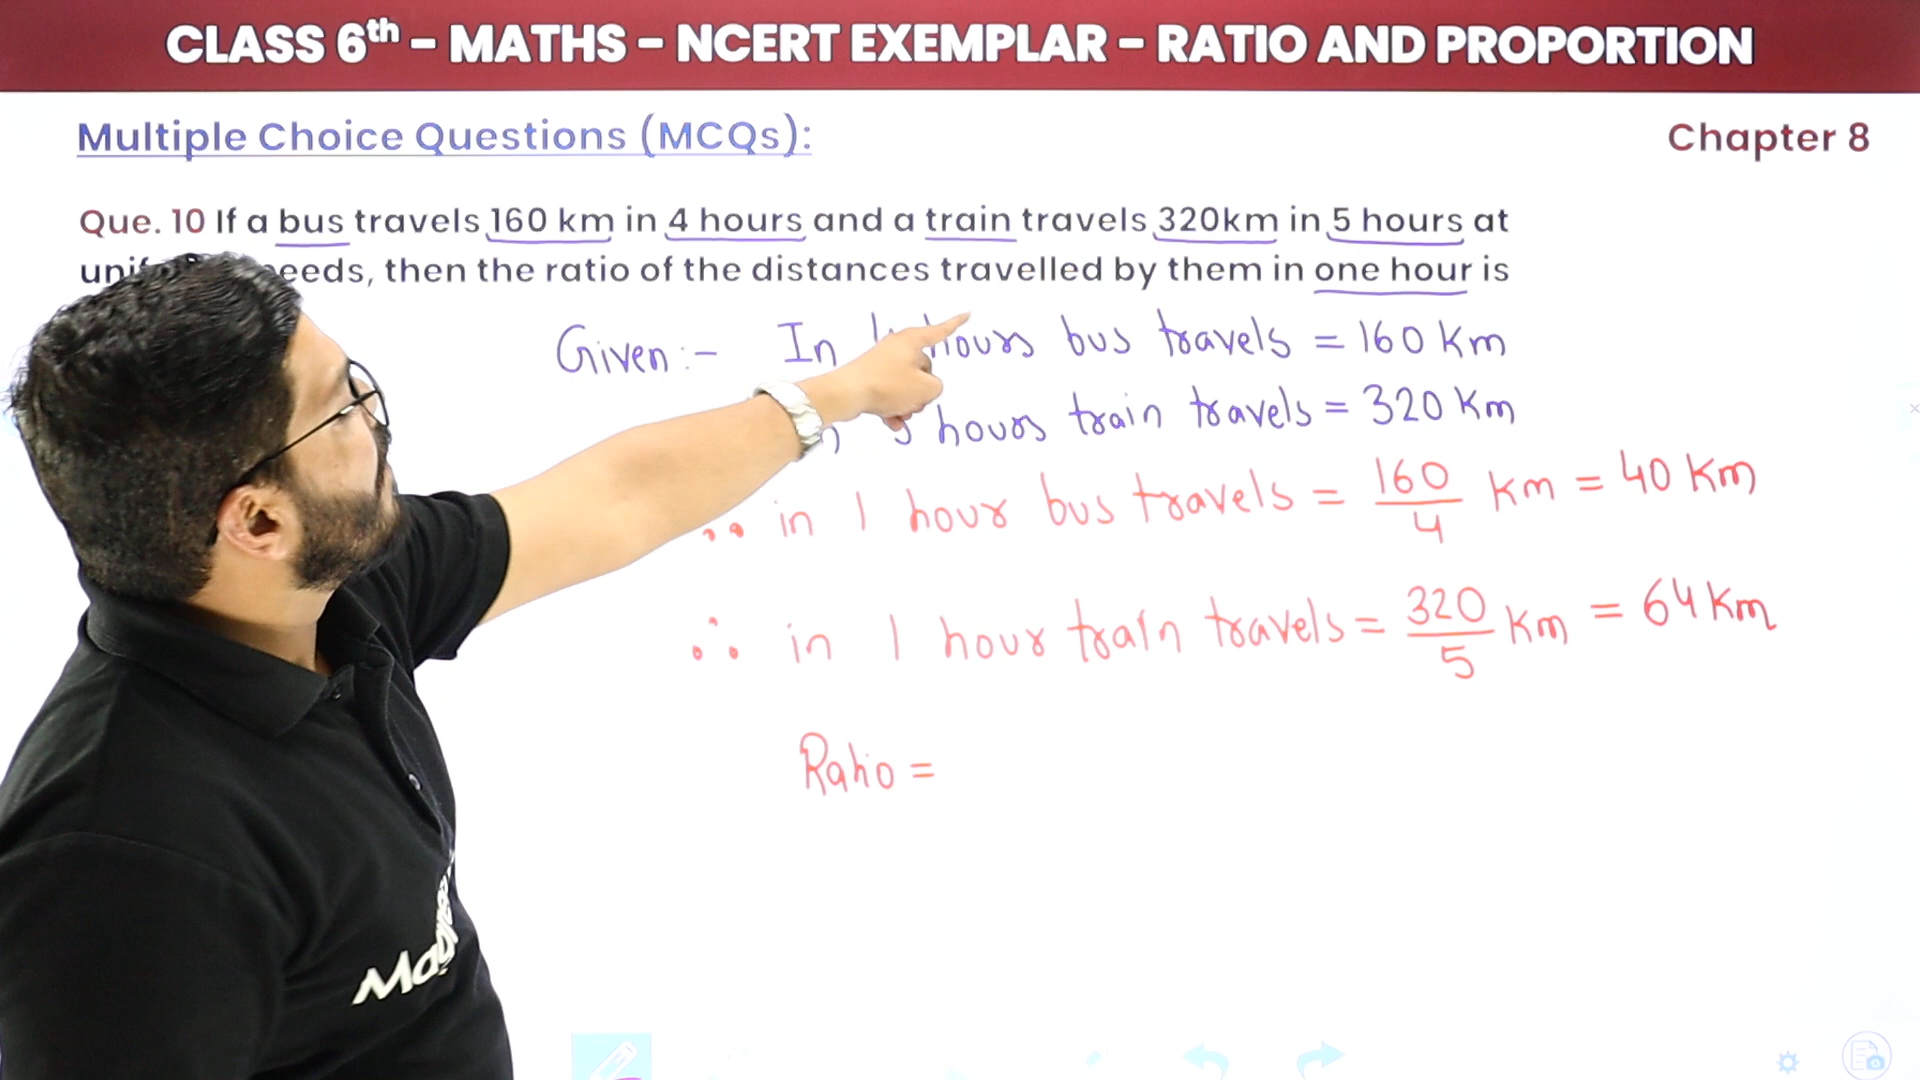 CLASS 6th – MATHS – NCERT EXEMPLAR – RATIO AND PROPORTION
Multiple Choice Questions (MCQs):
Chapter 8
Que. 10 If a bus travels 160 km in 4 hours and a train travels 320km in 5 hours at
eeds, then the ratio of the distances travelled by them in one hour is
Given :- In hours bus travels = 160 Km
hours train travels = 320 Km
in 1 hour bus travels = 160/4 Km = 40 Km
∴ in 1 hour train travels = 320/5 Km = 64 Km
Ratio =